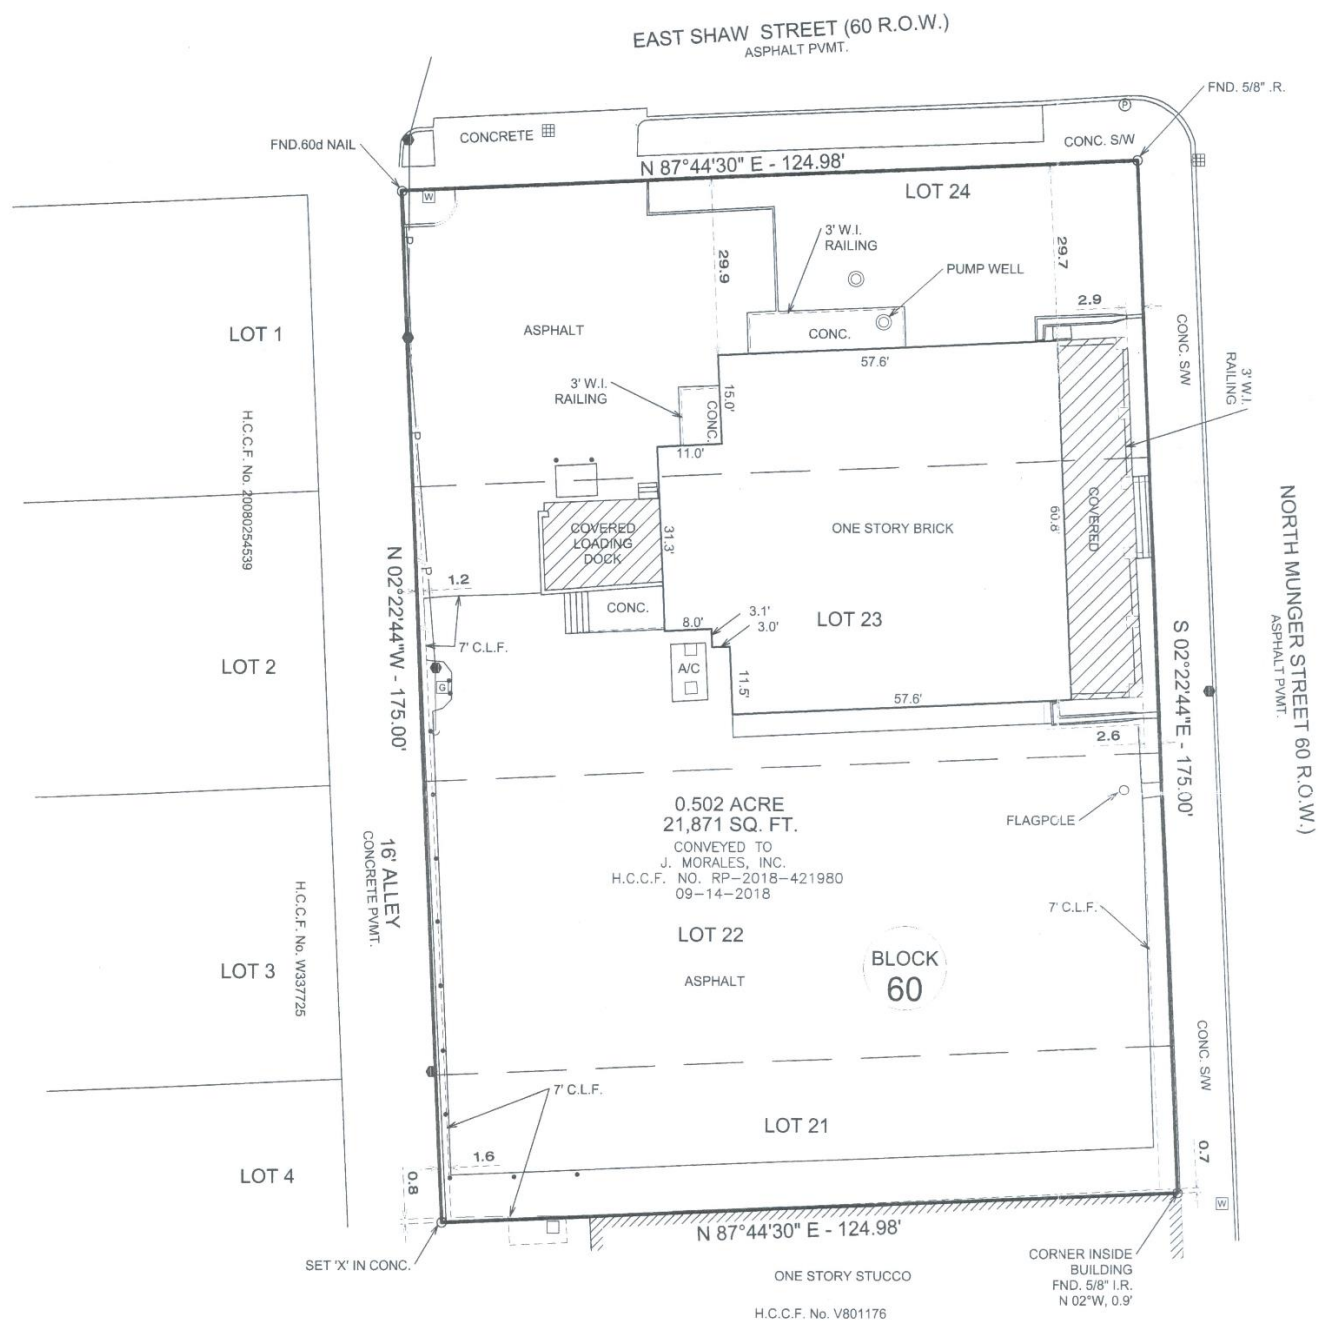 EAST SHAW STREET (60 R.O.W.)
ASPHALT PVMT.
FND. 5/8" .R.
P
CONCRETE
CONC. S/W
FND.60d NAIL
N 87°44'30" E - 124.98'
W
LOT 24
P
3' W.I.
RAILING
29.9
29.7
PUMP WELL
2.9
LOT 1
ASPHALT
CONC.
CONC. S/W
57.6'
3' W.I.
RAILING
3' W.I.
RAILING
15.0'
CONC.
H.C.C.F. No. 20080254539
P
11.0'
COVERED
LOADING
DOCK
31.3'
ONE STORY BRICK
60.8'
COVERED
NORTH MUNGER STREET 60 R.O.W.)
ASPHALT PVMT.
N 02°22'44"W - 175.00'
P
1.2
CONC.
8.0'
3.1'
3.0'
LOT 23
S 02°22'44"E - 175.00'
LOT 2
7' C.L.F.
G
A/C
11.5'
57.6'
2.6
0.502 ACRE
21,871 SQ. FT.
CONVEYED TO
J. MORALES, INC.
H.C.C.F. NO. RP-2018-421980
09-14-2018
FLAGPOLE
16' ALLEY
CONCRETE PVMT.
H.C.C.F. No. W337725
7' C.L.F.
LOT 22
BLOCK
60
LOT 3
ASPHALT
CONC. S/W
7' C.L.F.
LOT 21
1.6
0.7
LOT 4
0.8
W
N 87°44'30" E - 124.98'
SET 'X' IN CONC.
CORNER INSIDE
BUILDING
FND. 5/8" I.R.
N 02°W, 0.9'
ONE STORY STUCCO
H.C.C.F. No. V801176